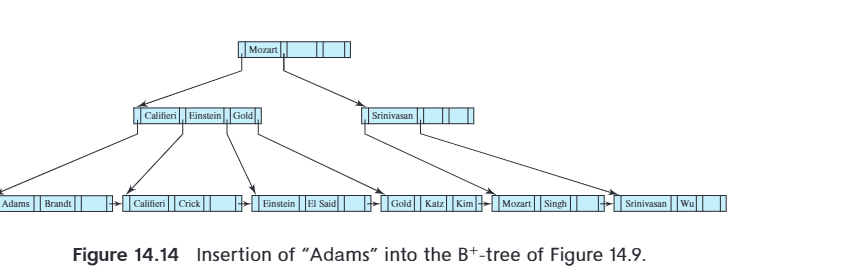 Mozart
Califieri Einstein Gold
Srinivasan
Adams Brandt
Califieri Crick
Einstein El Said
Gold Katz Kim
Mozart Singh
Srinivasan Wu
Figure 14.14 Insertion of “Adams” into the B⁺-tree of Figure 14.9.